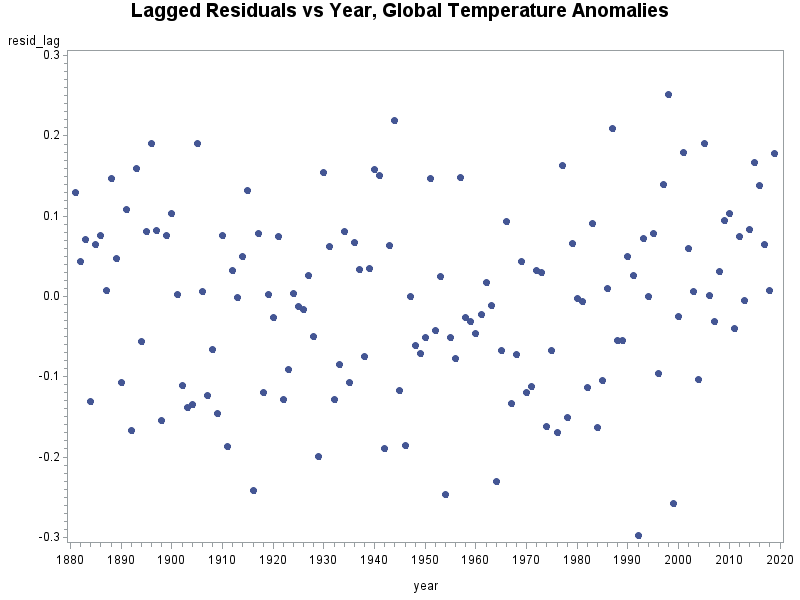 Lagged Residuals vs Year, Global Temperature Anomalies
resid_lag
0.3
0.2
0.1
0.0
-0.1
-0.2
-0.3
1880 1890 1900 1910 1920 1930 1940 1950 1960 1970 1980 1990 2000 2010 2020
year